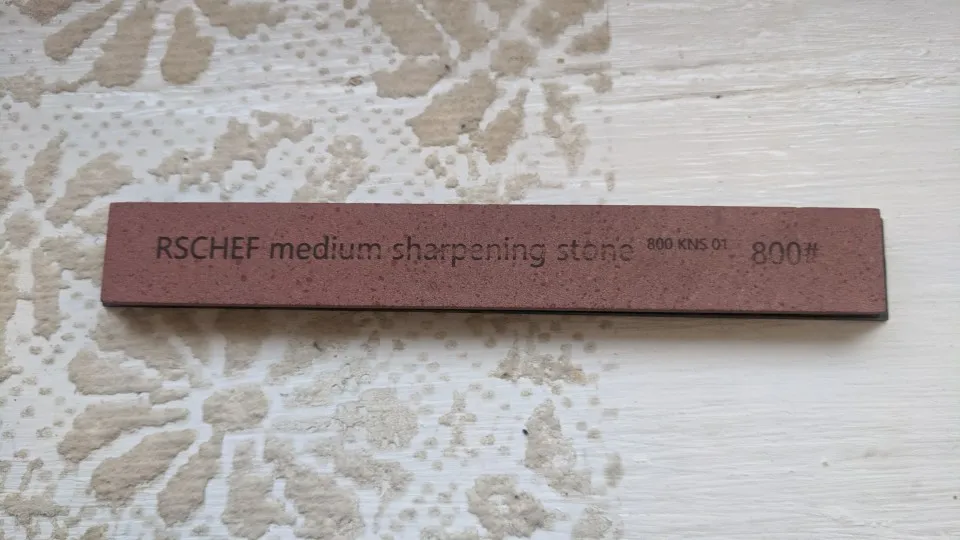 RSCHEF medium sharpening stone 800 KNS 01 800#